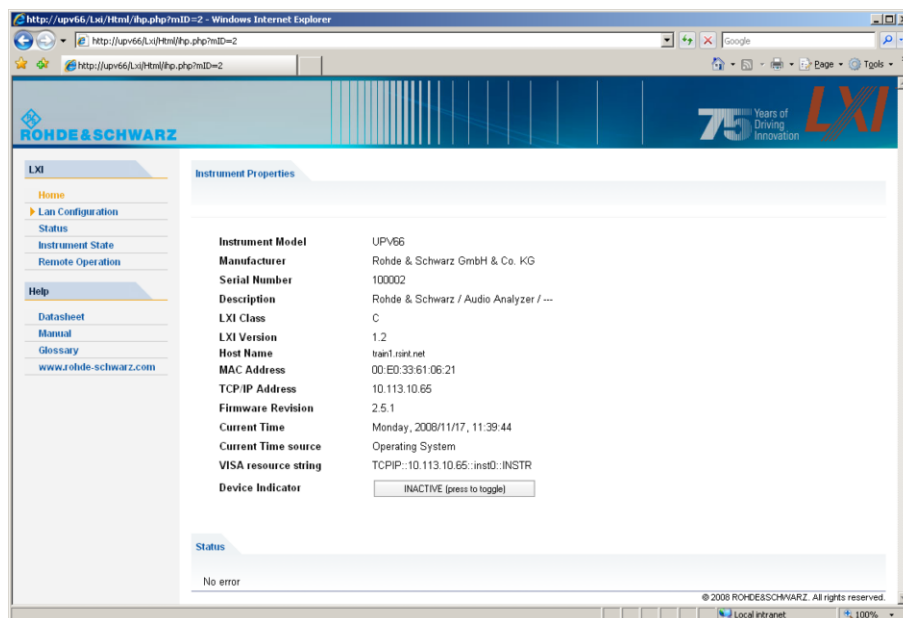 http://upv66/Lxi/Html/ihp.php?mID=2 - Windows Internet Explorer
http://upv66/Lxi/Html/ihp.php?mID=2
Google
http://upv66/Lxi/Html/ihp.php?mID=2
Page
Tools
ROHDE&SCHWARZ
75 Years of
Driving
Innovation
LXI
LXI
Home
Lan Configuration
Status
Instrument State
Remote Operation
Help
Datasheet
Manual
Glossary
www.rohde-schwarz.com
Instrument Properties
Instrument Model UPV66
Manufacturer Rohde & Schwarz GmbH & Co. KG
Serial Number 100002
Description Rohde & Schwarz / Audio Analyzer / ---
LXI Class C
LXI Version 1.2
Host Name train1.rsint.net
MAC Address 00:E0:33:61:06:21
TCP/IP Address 10.113.10.65
Firmware Revision 2.5.1
Current Time Monday, 2008/11/17, 11:39:44
Current Time source Operating System
VISA resource string TCPIP::10.113.10.65::inst0::INSTR
Device Indicator INACTIVE (press to toggle)
Status
No error
© 2008 ROHDE&SCHWARZ. All rights reserved.
Local intranet 100%